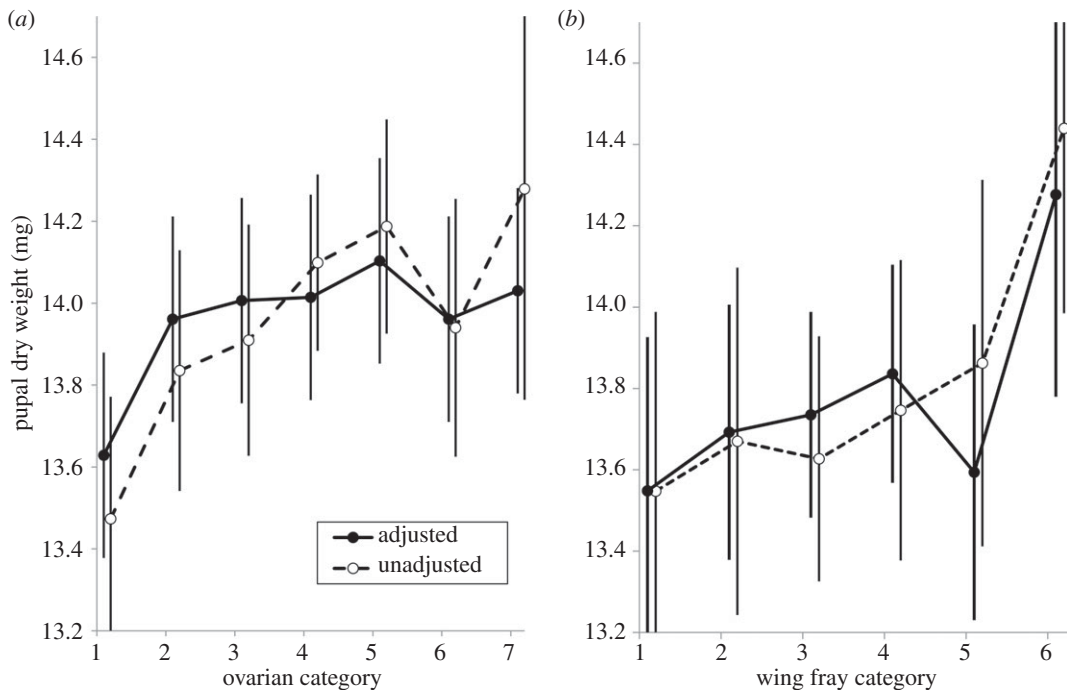 (a)
(b)
pupal dry weight (mg)
14.6
14.4
14.2
14.0
13.8
13.6
13.4
13.2
1 2 3 4 5 6 7
ovarian category
adjusted
unadjusted
14.6
14.4
14.2
14.0
13.8
13.6
13.4
13.2
1 2 3 4 5 6
wing fray category